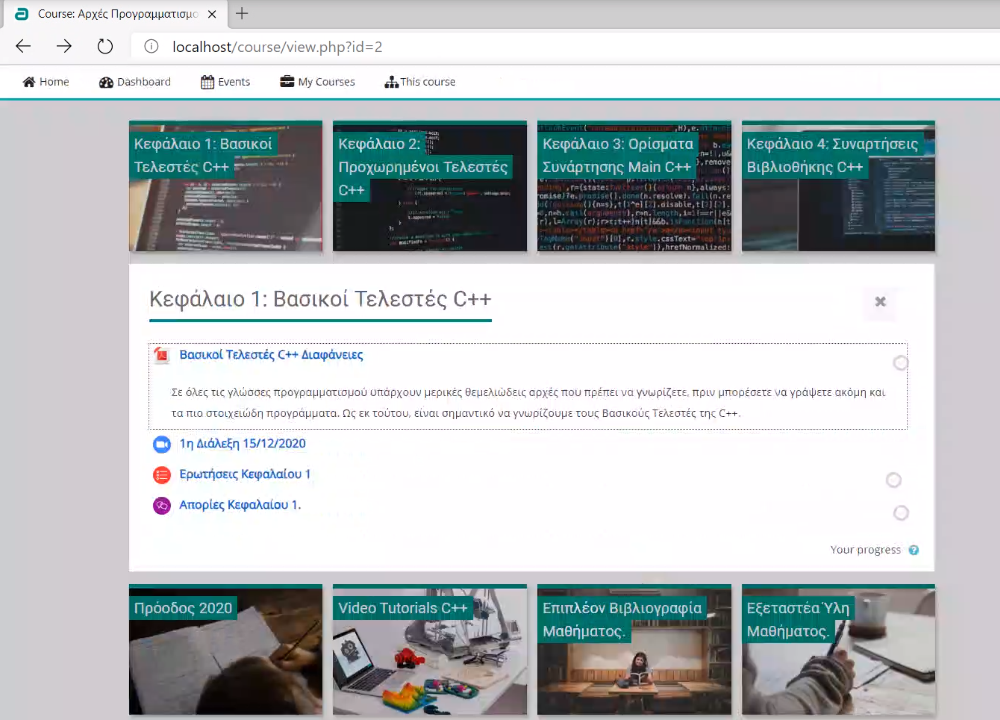 Course: Αρχές Προγραμματισμο
localhost/course/view.php?id=2
Home Dashboard Events My Courses This course
Κεφάλαιο 1: Βασικοί
Τελεστές C++
Κεφάλαιο 2:
Προχωρημένοι Τελεστές
C++
Κεφάλαιο 3: Ορίσματα
Συνάρτησης Main C++
Κεφάλαιο 4: Συναρτήσεις
Βιβλιοθήκης C++
Κεφάλαιο 1: Βασικοί Τελεστές C++
Βασικοί Τελεστές C++ Διαφάνειες
Σε όλες τις γλώσσες προγραμματισμού υπάρχουν μερικές θεμελιώδεις αρχές που πρέπει να γνωρίζετε, πριν μπορέσετε να γράψετε ακόμη και
τα πιο στοιχειώδη προγράμματα. Ως εκ τούτου, είναι σημαντικό να γνωρίζουμε τους Βασικούς Τελεστές της C++.
1η Διάλεξη 15/12/2020
Ερωτήσεις Κεφαλαίου 1
Απορίες Κεφαλαίου 1.
Your progress
Πρόοδος 2020
Video Tutorials C++
Επιπλέον Βιβλιογραφία
Μαθήματος.
Εξεταστέα Ύλη
Μαθήματος.